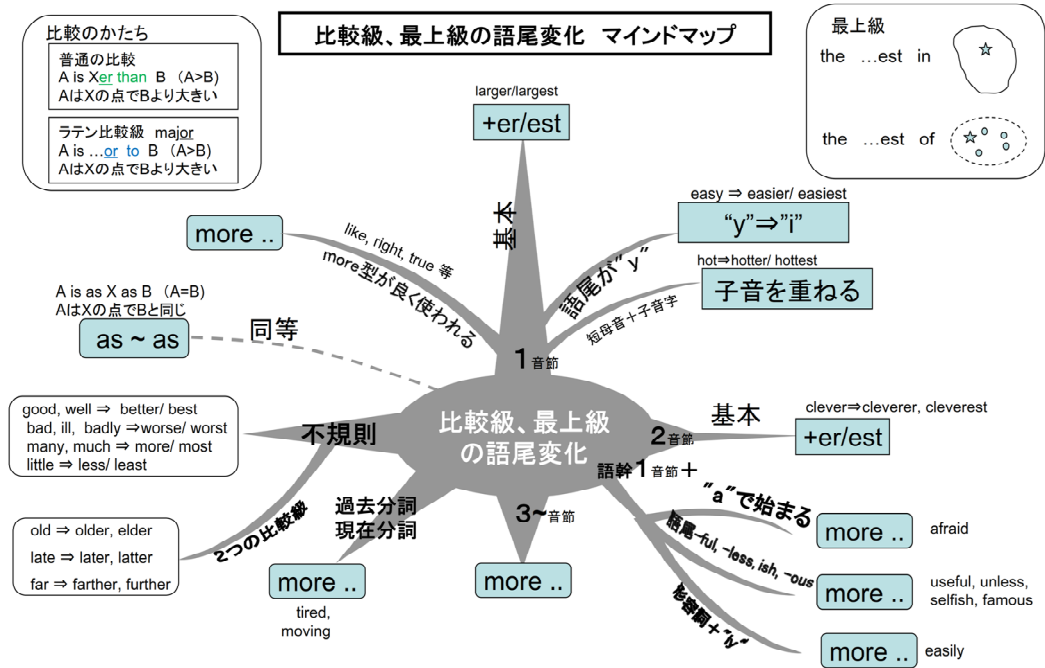 比較級、最上級の語尾変化 マインドマップ
比較のかたち
普通の比較
A is Xer than B (A>B)
AはXの点でBより大きい
ラテン比較級 major
A is …or to B (A>B)
AはXの点でBより大きい
最上級
the …est in
the …est of
larger/largest
+er/est
基本
easy ⇒ easier/ easiest
“y”⇒”i”
語尾が“y”
hot⇒hotter/ hottest
子音を重ねる
短母音+子音字
more ..
like, right, true 等
more型が良く使われる
1音節
A is as X as B (A=B)
AはXの点でBと同じ
as ~ as
同等
比較級、最上級
の語尾変化
good, well ⇒ better/ best
bad, ill, badly ⇒worse/ worst
many, much ⇒more/ most
little ⇒ less/ least
不規則
2つの比較級
old ⇒ older, elder
late ⇒ later, latter
far ⇒ farther, further
過去分詞
現在分詞
more ..
tired,
moving
3~音節
more ..
2音節
基本
clever⇒cleverer, cleverest
+er/est
語幹1音節+
“a”で始まる
more ..
afraid
語尾-ful, -less, ish, -ous
more ..
useful, unless,
selfish, famous
形容詞+“ly”
more ..
easily